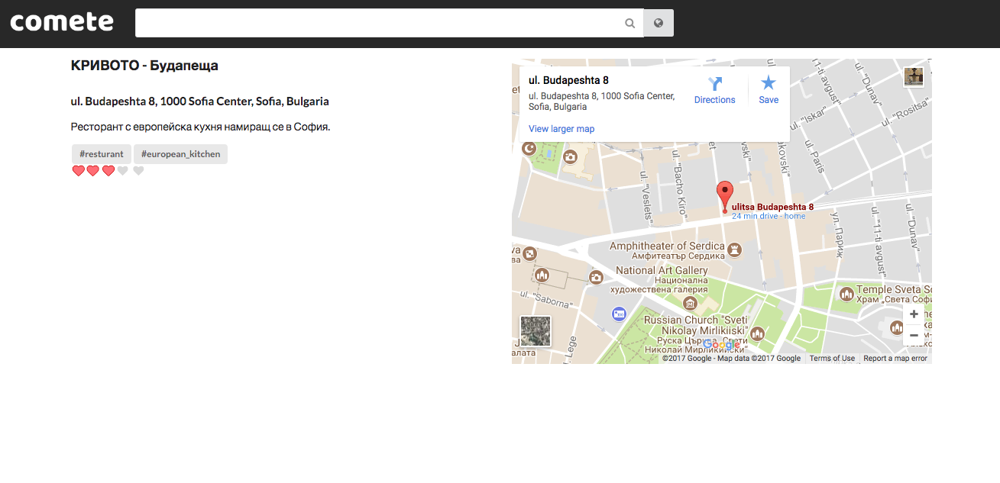 comete
КРИВОТО - Будапеща
ul. Budapeshta 8, 1000 Sofia Center, Sofia, Bulgaria
Ресторант с европейска кухня намиращ се в София.
#resturant
#european_kitchen
ul. Budapeshta 8
ul. Budapeshta 8, 1000 Sofia Center,
Sofia, Bulgaria
View larger map
Directions
Save
11-ti avgust"
ul. "Dunav"
ul. "Iskar"
ul. "Rositsa"
ul. Paris
akovski"
ul. "Veslets"
ul. "Bacho Kiro"
ulitsa Budapeshta 8
24 min drive - home
ул. Париж
ul. "11-ti avgust"
ul. "Dunav"
Amphitheater of Serdica
Амфитеатър Сердика
National Art Gallery
Национална
художествена галерия
ul. "Saborna"
Temple Sveta So
Храм „Света Софи
Russian Church "Sveti
Nikolay Mirlikiiski"
Руска Църква „Свети
Николай Мирликийски“
Lege
алата
Google
+
−
©2017 Google - Map data ©2017 Google
Terms of Use
Report a map error